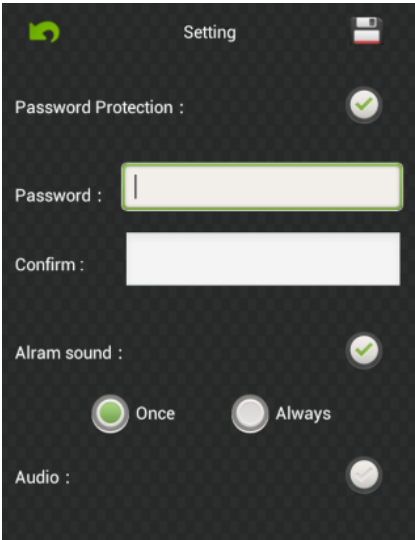 Setting
Password Protection :
Password :
Confirm :
Alram sound :
Once Always
Audio :